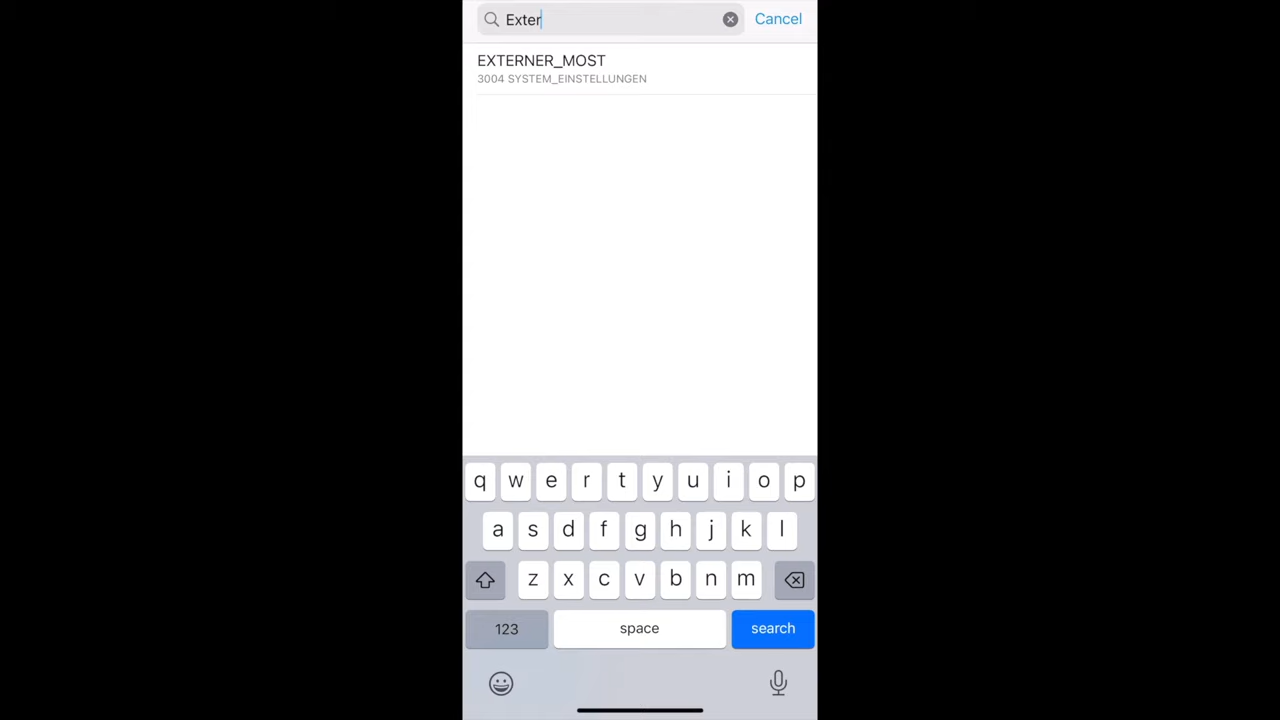 Exter
Cancel
EXTERNER_MOST
3004 SYSTEM_EINSTELLUNGEN
q w e r t y u i o p
a s d f g h j k l
z x c v b n m
123 space search